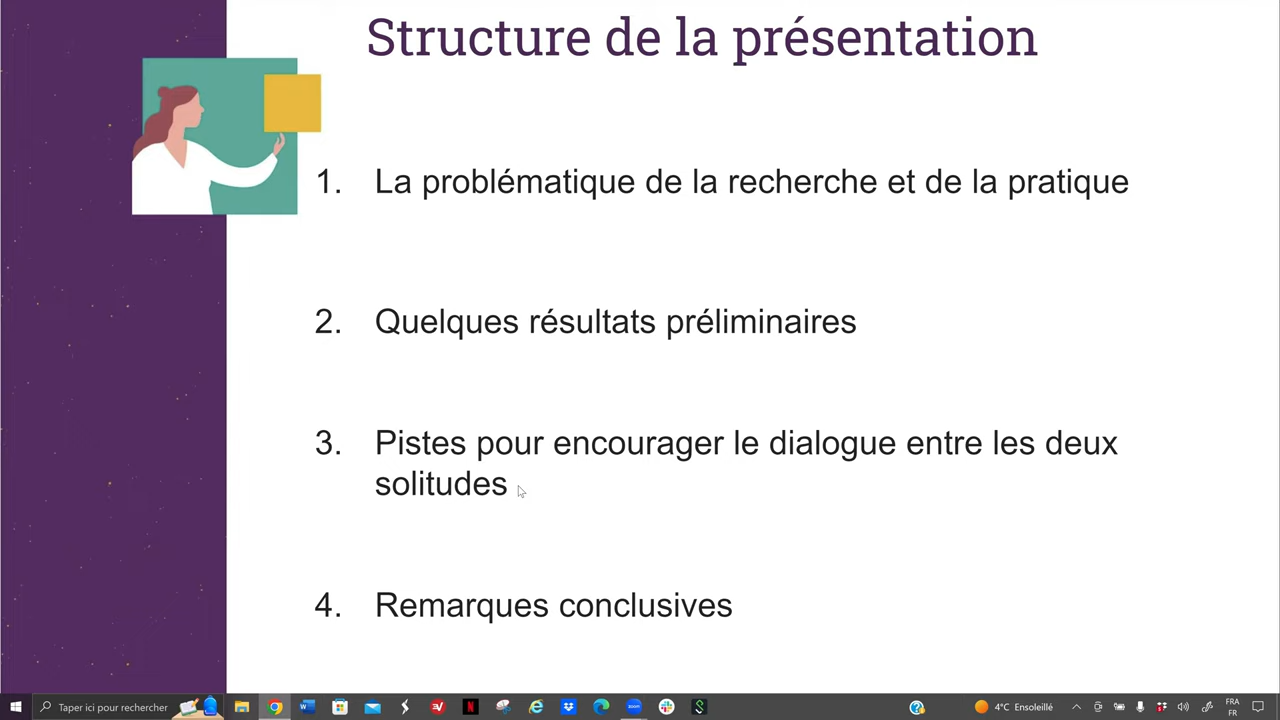 Structure de la présentation
1. La problématique de la recherche et de la pratique
2. Quelques résultats préliminaires
3. Pistes pour encourager le dialogue entre les deux
solitudes
4. Remarques conclusives
Taper ici pour rechercher
4°C Ensoleillé
FRA
FR